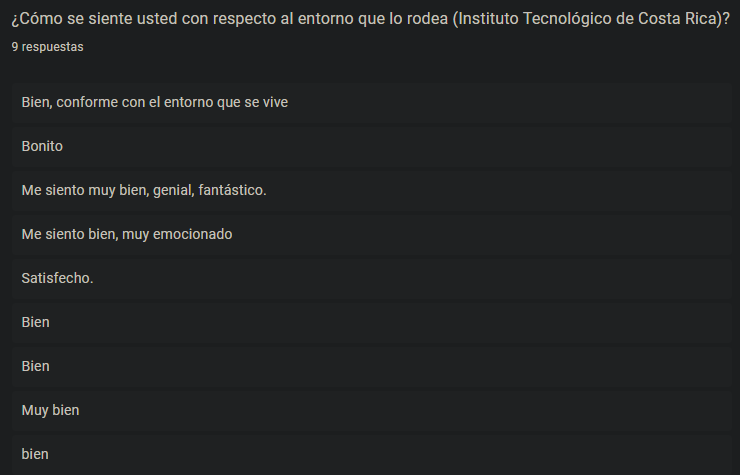 ¿Cómo se siente usted con respecto al entorno que lo rodea (Instituto Tecnológico de Costa Rica)?
9 respuestas
Bien, conforme con el entorno que se vive
Bonito
Me siento muy bien, genial, fantástico.
Me siento bien, muy emocionado
Satisfecho.
Bien
Bien
Muy bien
bien